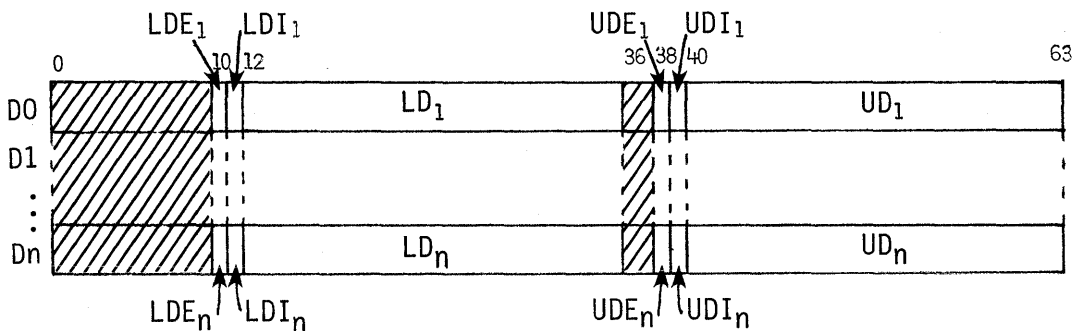 LDE₁ LDI₁ UDE₁ UDI₁
0 10 12 36 38 40 63
D0 LD₁ UD₁
D1
⋮
Dn LDₙ UDₙ
LDEₙ LDIₙ UDEₙ UDIₙ